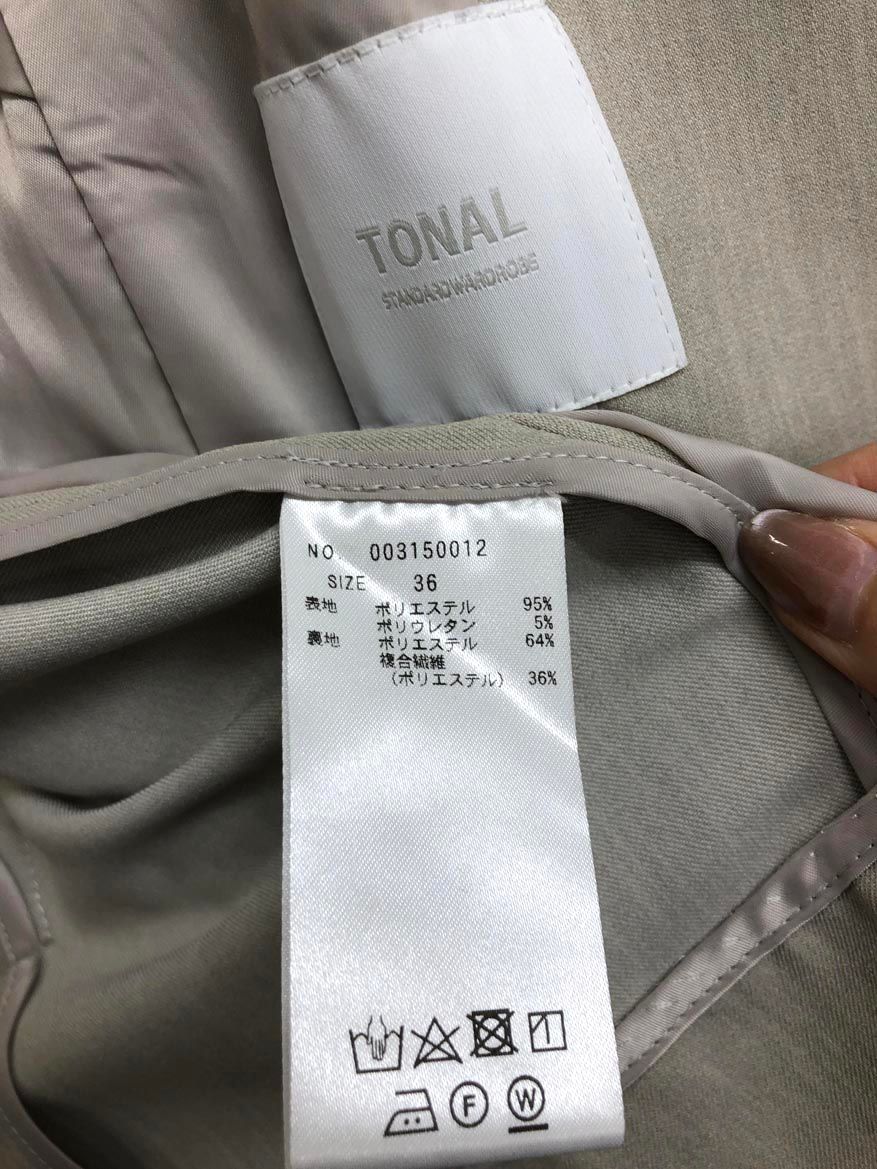 TONAL
STANDARDWARDROBE
NO. 003150012
SIZE 36
表地 ポリエステル 95%
ポリウレタン 5%
裏地 ポリエステル 64%
複合繊維
(ポリエステル) 36%
F W